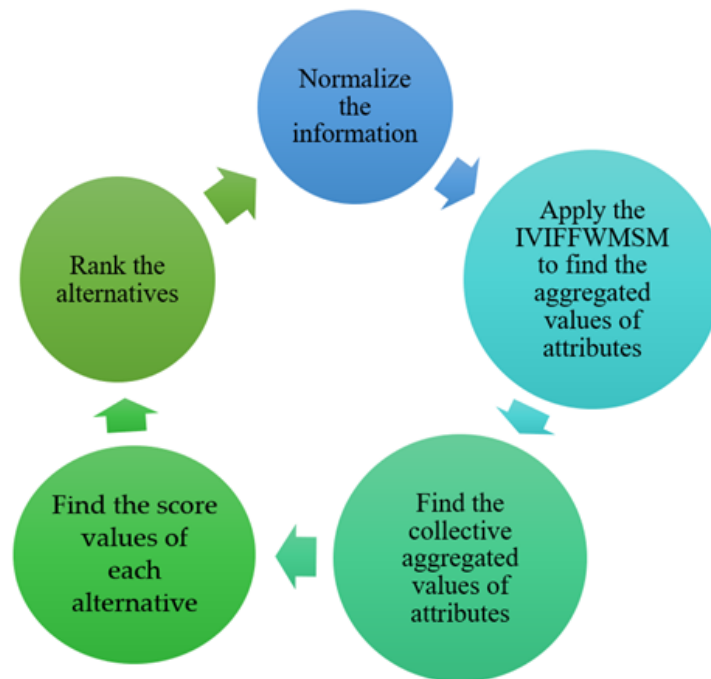 Normalize
the
information
Apply the
IVIFFWMSM
to find the
aggregated
values of
attributes
Find the
collective
aggregated
values of
attributes
Find the score
values of
each
alternative
Rank the
alternatives